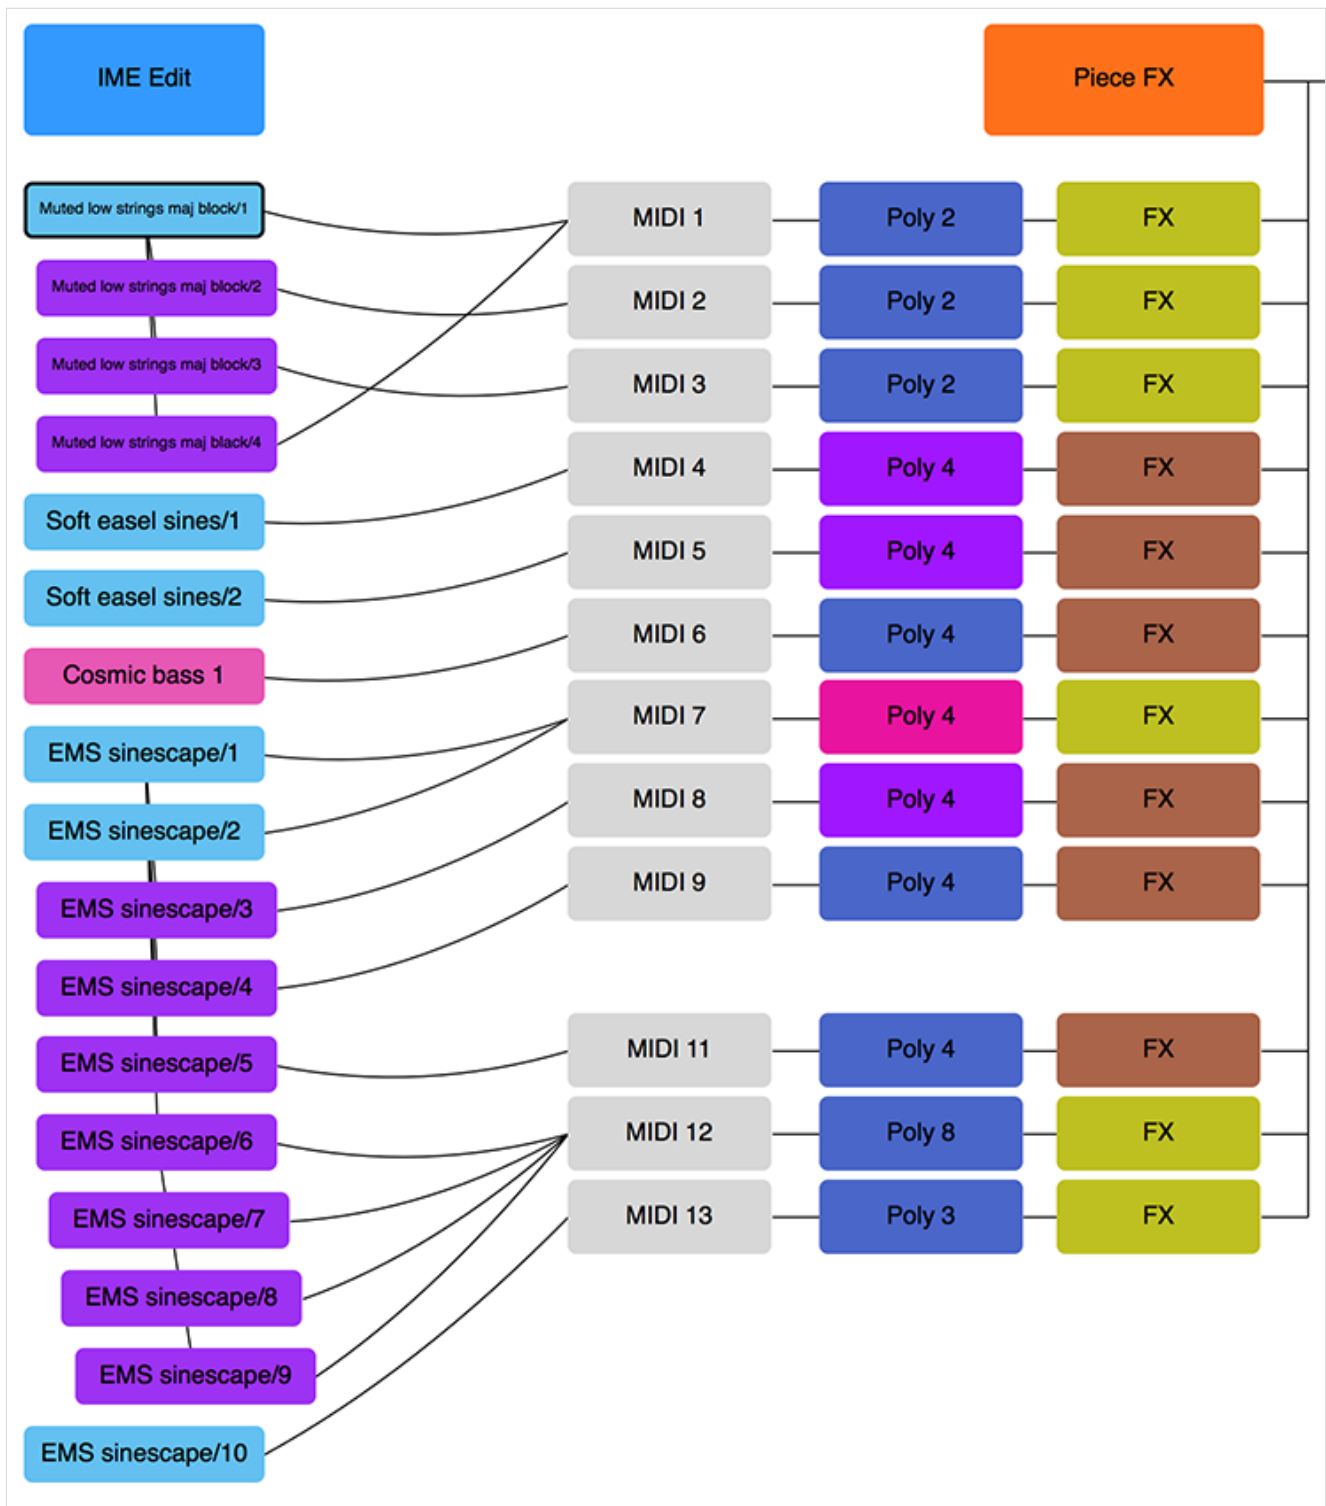 IME Edit
Piece FX
Muted low strings maj block/1
MIDI 1
Poly 2
FX
Muted low strings maj block/2
MIDI 2
Poly 2
FX
Muted low strings maj block/3
MIDI 3
Poly 2
FX
Muted low strings maj black/4
MIDI 4
Poly 4
FX
Soft easel sines/1
MIDI 5
Poly 4
FX
Soft easel sines/2
MIDI 6
Poly 4
FX
Cosmic bass 1
MIDI 7
Poly 4
FX
EMS sinescape/1
MIDI 8
Poly 4
FX
EMS sinescape/2
MIDI 9
Poly 4
FX
EMS sinescape/3
EMS sinescape/4
EMS sinescape/5
MIDI 11
Poly 4
FX
EMS sinescape/6
MIDI 12
Poly 8
FX
EMS sinescape/7
MIDI 13
Poly 3
FX
EMS sinescape/8
EMS sinescape/9
EMS sinescape/10